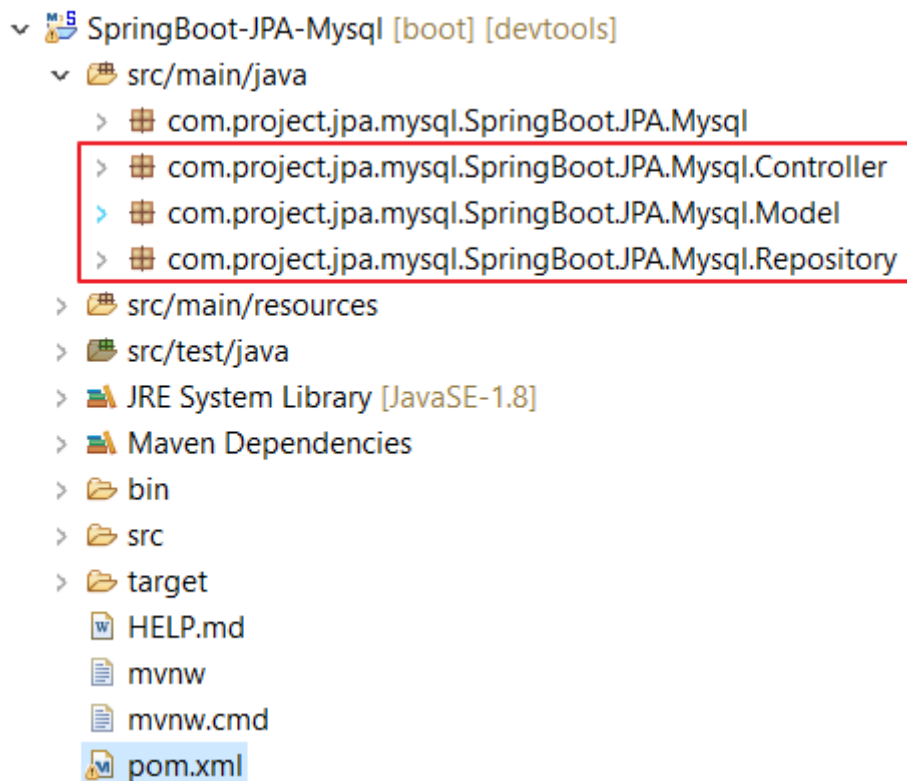 SpringBoot-JPA-Mysql [boot] [devtools]
src/main/java
com.project.jpa.mysql.SpringBoot.JPA.Mysql
com.project.jpa.mysql.SpringBoot.JPA.Mysql.Controller
com.project.jpa.mysql.SpringBoot.JPA.Mysql.Model
com.project.jpa.mysql.SpringBoot.JPA.Mysql.Repository
src/main/resources
src/test/java
JRE System Library [JavaSE-1.8]
Maven Dependencies
bin
src
target
HELP.md
mvnw
mvnw.cmd
pom.xml